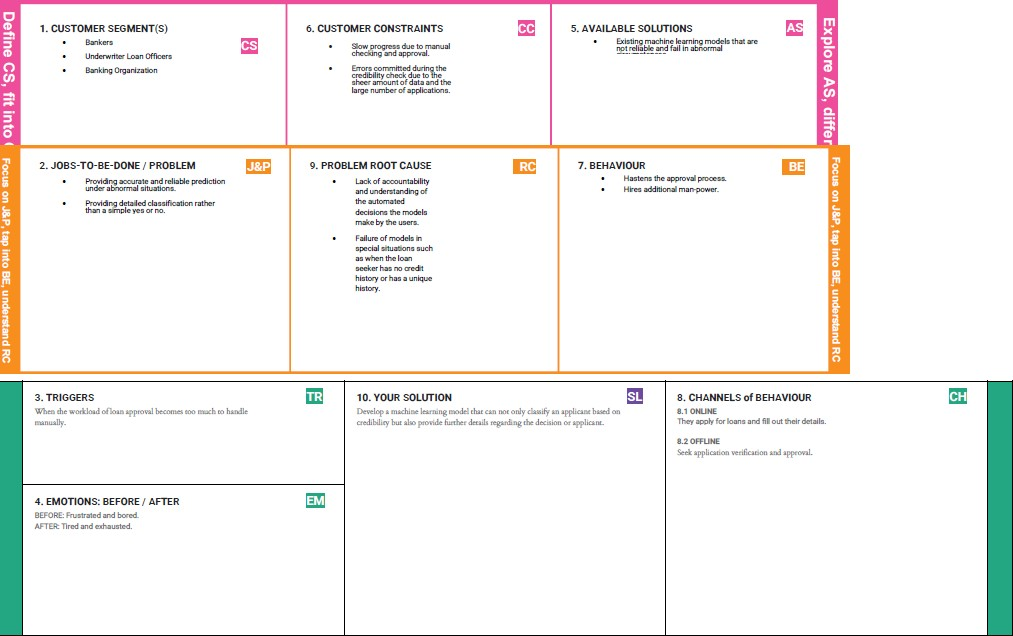 Define CS, fit into
1. CUSTOMER SEGMENT(S)
CS
• Bankers
• Underwriter Loan Officers
• Banking Organization
6. CUSTOMER CONSTRAINTS
CC
• Slow progress due to manual
checking and approval.
• Errors committed during the
credibility check due to the
sheer amount of data and the
large number of applications.
5. AVAILABLE SOLUTIONS
AS
• Existing machine learning models that are
not reliable and fail in abnormal
Explore AS, differ
Focus on J&P, tap into BE, understand RC
2. JOBS-TO-BE-DONE / PROBLEM
J&P
• Providing accurate and reliable prediction
under abnormal situations.
• Providing detailed classification rather
than a simple yes or no.
9. PROBLEM ROOT CAUSE
RC
• Lack of accountability
and understanding of
the automated
decisions the models
make by the users.
• Failure of models in
special situations such
as when the loan
seeker has no credit
history or has a unique
history.
7. BEHAVIOUR
BE
• Hastens the approval process.
• Hires additional man-power.
Focus on J&P, tap into BE, understand RC
3. TRIGGERS
TR
When the workload of loan approval becomes too much to handle
manually.
4. EMOTIONS: BEFORE / AFTER
EM
BEFORE: Frustrated and bored.
AFTER: Tired and exhausted.
10. YOUR SOLUTION
SL
Develop a machine learning model that can not only classify an applicant based on
credibility but also provide further details regarding the decision or applicant.
8. CHANNELS of BEHAVIOUR
CH
8.1 ONLINE
They apply for loans and fill out their details.
8.2 OFFLINE
Seek application verification and approval.